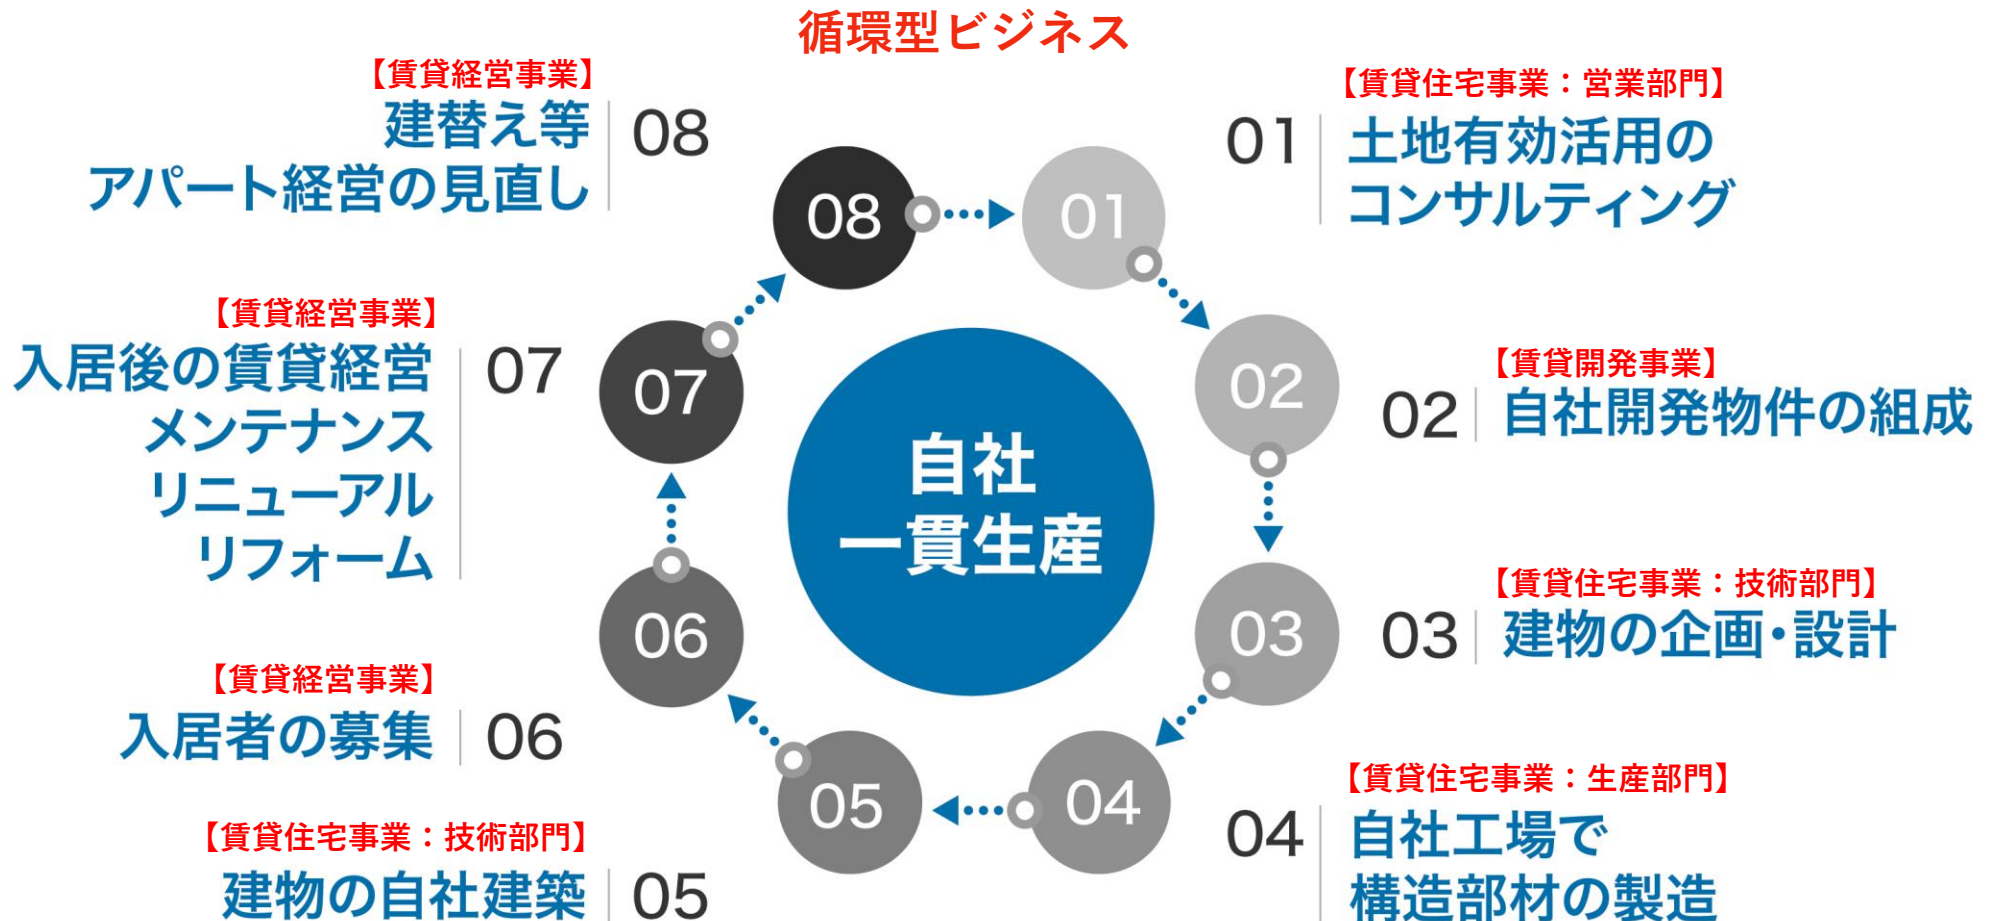 循環型ビジネス
【賃貸住宅事業：営業部門】
01
土地有効活用の
コンサルティング
【賃貸開発事業】
02
自社開発物件の組成
【賃貸住宅事業：技術部門】
03
建物の企画・設計
【賃貸住宅事業：生産部門】
04
自社工場で
構造部材の製造
【賃貸住宅事業：技術部門】
建物の自社建築
05
【賃貸経営事業】
入居者の募集
06
【賃貸経営事業】
入居後の賃貸経営
メンテナンス
リニューアル
リフォーム
07
【賃貸経営事業】
建替え等
アパート経営の見直し
08
01
02
03
04
05
06
07
08
自社
一貫生産